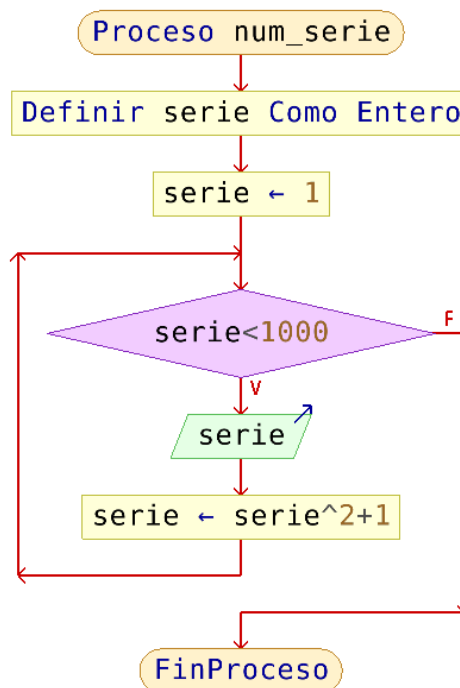 Proceso num_serie
Definir serie Como Entero
serie ← 1
serie<1000
F
V
serie
serie ← serie^2+1
FinProceso